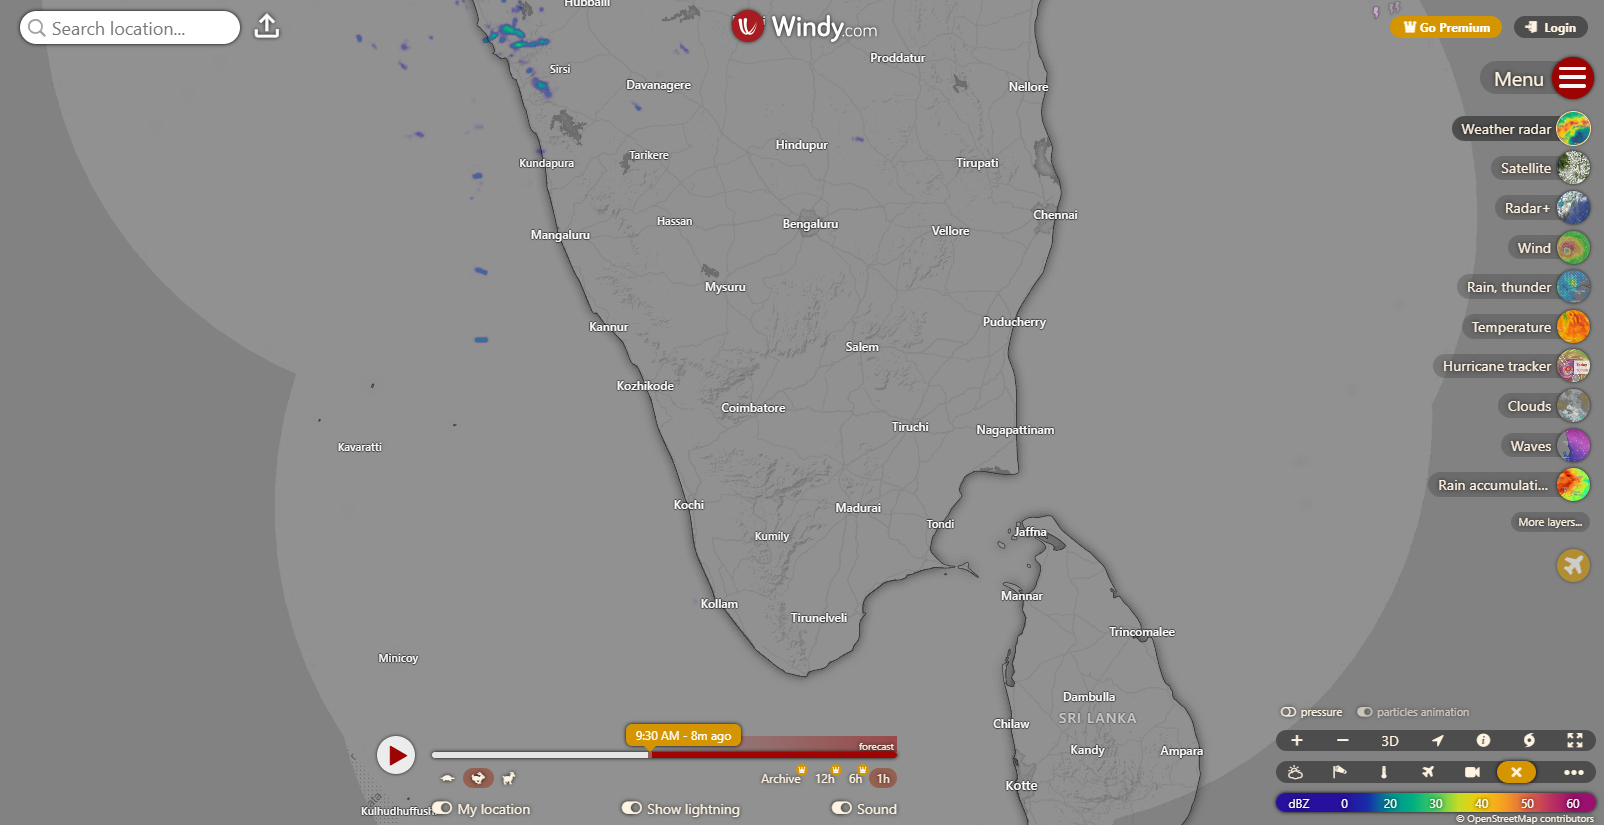 Search location...
Windy.com
Go Premium
Login
Menu
Weather radar
Satellite
Radar+
Wind
Rain, thunder
Temperature
Hurricane tracker
Clouds
Waves
Rain accumulati...
More layers...
Hubballi
Sirsi
Davanagere
Proddatur
Nellore
Hindupur
Kundapura
Tarikere
Tirupati
Hassan
Chennai
Mangaluru
Bengaluru
Vellore
Mysuru
Kannur
Puducherry
Salem
Kozhikode
Coimbatore
Tiruchi
Nagapattinam
Kavaratti
Kochi
Madurai
Tondi
Kumily
Jaffna
Mannar
Kollam
Tirunelveli
Trincomalee
Minicoy
Dambulla
Chilaw
SRI LANKA
Kandy
Ampara
Kotte
Kulhudhuffush
9:30 AM - 8m ago
forecast
Archive 12h 6h 1h
My location
Show lightning
Sound
pressure
particles animation
+ − 3D
dBZ 0 20 30 40 50 60
© OpenStreetMap contributors